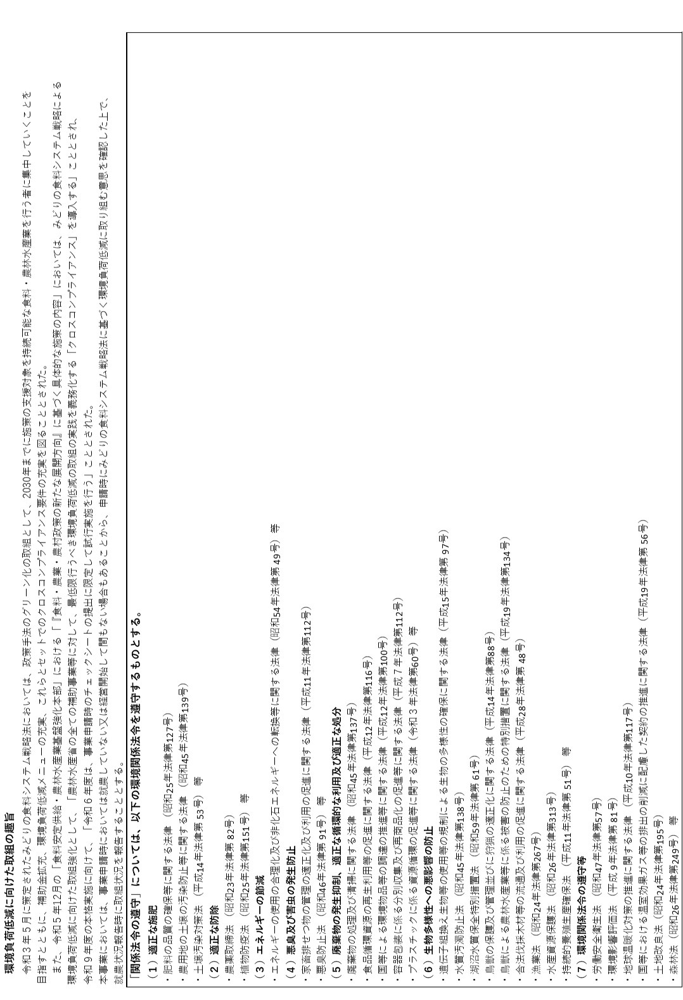 環境負荷低減に向けた取組の趣旨
令和３年５月に策定されたみどりの食料システム戦略法においては、政策手法のグリーン化の取組として、2030年までに施策の支援対象を持続可能な食料・農林水産業を行う者に集中していくことを
目指すとともに、補助金拡充、環境負荷低減メニューの充実、これらとセットでのクロスコンプライアンス要件の充実を図ることとされた。
また、令和５年12月の「食料安定供給・農林水産業基盤強化本部」における「『食料・農業・農村政策の新たな展開方向』に基づく具体的な施策の内容」においては、みどりの食料システム戦略による
環境負荷低減に向けた取組強化として、「農林水産省の全ての補助事業等に対して、最低限行うべき環境負荷低減の取組の実践を義務化する「クロスコンプライアンス」を導入する」こととされ、
令和９年度の本格実施に向けて、「令和６年度は、事業申請時のチェックシートの提出に限定して試行実施を行う」こととされた。
本事業においては、事業申請時においては就農していない又は経営開始して間もない場合もあることから、申請時にみどりの食料システム戦略法に基づく環境負荷低減に取り組む意思を確認した上で、
就農状況報告時に取組状況を報告することとする。
「関係法令の遵守」については、以下の環境関係法令を遵守するものとする。
（１）適正な施肥
・肥料の品質の確保等に関する法律（昭和25年法律第127号）
・農用地の土壌の汚染防止等に関する法律（昭和45年法律第139号）
・土壌汚染対策法（平成14年法律第 53号）　等
（２）適正な防除
・農薬取締法　（昭和23年法律第 82号）
・植物防疫法　（昭和25年法律第151号）　等
（３）エネルギーの節減
・エネルギーの使用の合理化及び非化石エネルギーへの転換等に関する法律（昭和54年法律第 49号）等
（４）悪臭及び害虫の発生防止
・家畜排せつ物の管理の適正化及び利用の促進に関する法律（平成11年法律第112号）
・悪臭防止法　（昭和46年法律第 91号）等
（５）廃棄物の発生抑制、適正な循環的な利用及び適正な処分
・廃棄物の処理及び清掃に関する法律（昭和45年法律第137号）
・食品循環資源の再生利用等の促進に関する法律（平成12年法律第116号）
・国等による環境物品等の調達の推進等に関する法律（平成12年法律第100号）
・容器包装に係る分別収集及び再商品化の促進等に関する法律（平成７年法律第112号）
・プラスチックに係る資源循環の促進等に関する法律（令和３年法律第60号）等
（６）生物多様性への悪影響の防止
・遺伝子組換え生物等の使用等の規制による生物の多様性の確保に関する法律（平成15年法律第 97号）
・水質汚濁防止法　（昭和45年法律第138号）
・湖沼水質保全特別措置法　（昭和59年法律第 61号）
・鳥獣の保護及び管理並びに狩猟の適正化に関する法律（平成14年法律第88号）
・鳥獣による農林水産業等に係る被害の防止のための特別措置に関する法律（平成19年法律第134号）
・合法伐採木材等の流通及び利用の促進に関する法律（平成28年法律第 48号）
・漁業法　（昭和24年法律第267号）
・水産資源保護法　（昭和26年法律第313号）
・持続的養殖生産確保法　（平成11年法律第 51号）　等
（７）環境関係法令の遵守等
・労働安全衛生法　（昭和47年法律第57号）
・環境影響評価法　（平成９年法律第 81号）
・地球温暖化対策の推進に関する法律　（平成10年法律第117号）
・国等における温室効果ガス等の排出の削減に配慮した契約の推進に関する法律（平成19年法律第 56号）
・土地改良法　（昭和24年法律第195号）
・森林法　（昭和26年法律第249号）　等